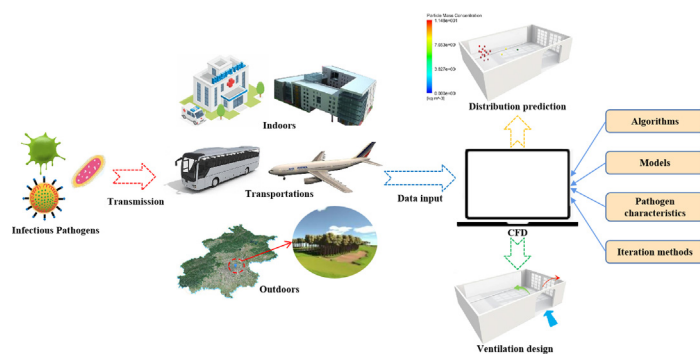 Particle Mass Concentration
Indoors
Distribution prediction
Algorithms
Models
Pathogen
characteristics
Iteration methods
Infectious Pathogens
Transmission
Transportations
Data input
CFD
Outdoors
Ventilation design